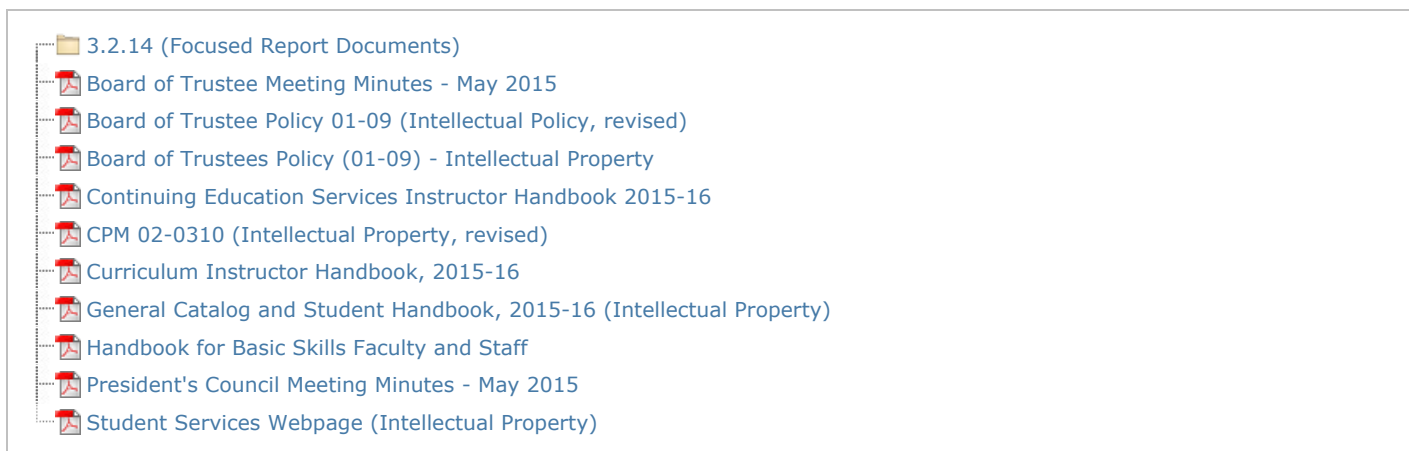 3.2.14 (Focused Report Documents)
Board of Trustee Meeting Minutes - May 2015
Board of Trustee Policy 01-09 (Intellectual Policy, revised)
Board of Trustees Policy (01-09) - Intellectual Property
Continuing Education Services Instructor Handbook 2015-16
CPM 02-0310 (Intellectual Property, revised)
Curriculum Instructor Handbook, 2015-16
General Catalog and Student Handbook, 2015-16 (Intellectual Property)
Handbook for Basic Skills Faculty and Staff
President's Council Meeting Minutes - May 2015
Student Services Webpage (Intellectual Property)